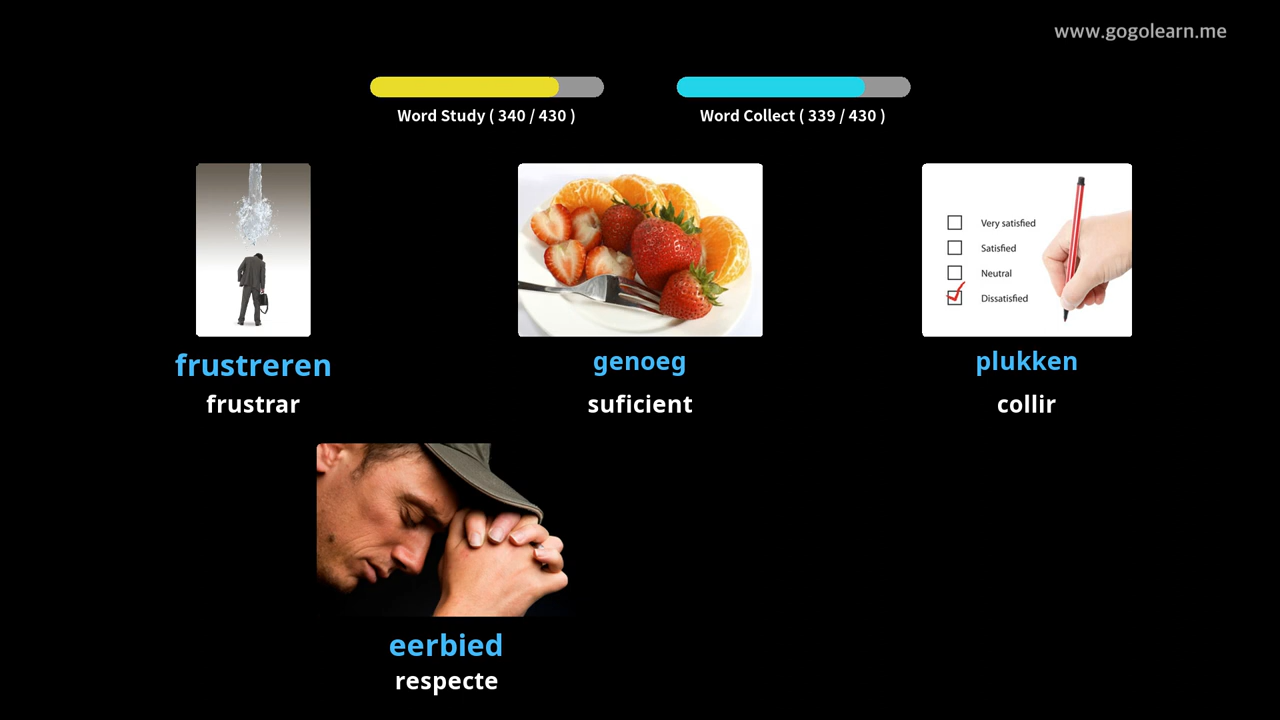 www.gogolearn.me
Word Study ( 340 / 430 )
Word Collect ( 339 / 430 )
Very satisfied
Satisfied
Neutral
Dissatisfied
frustreren
genoeg
plukken
frustrar
suficient
collir
eerbied
respecte